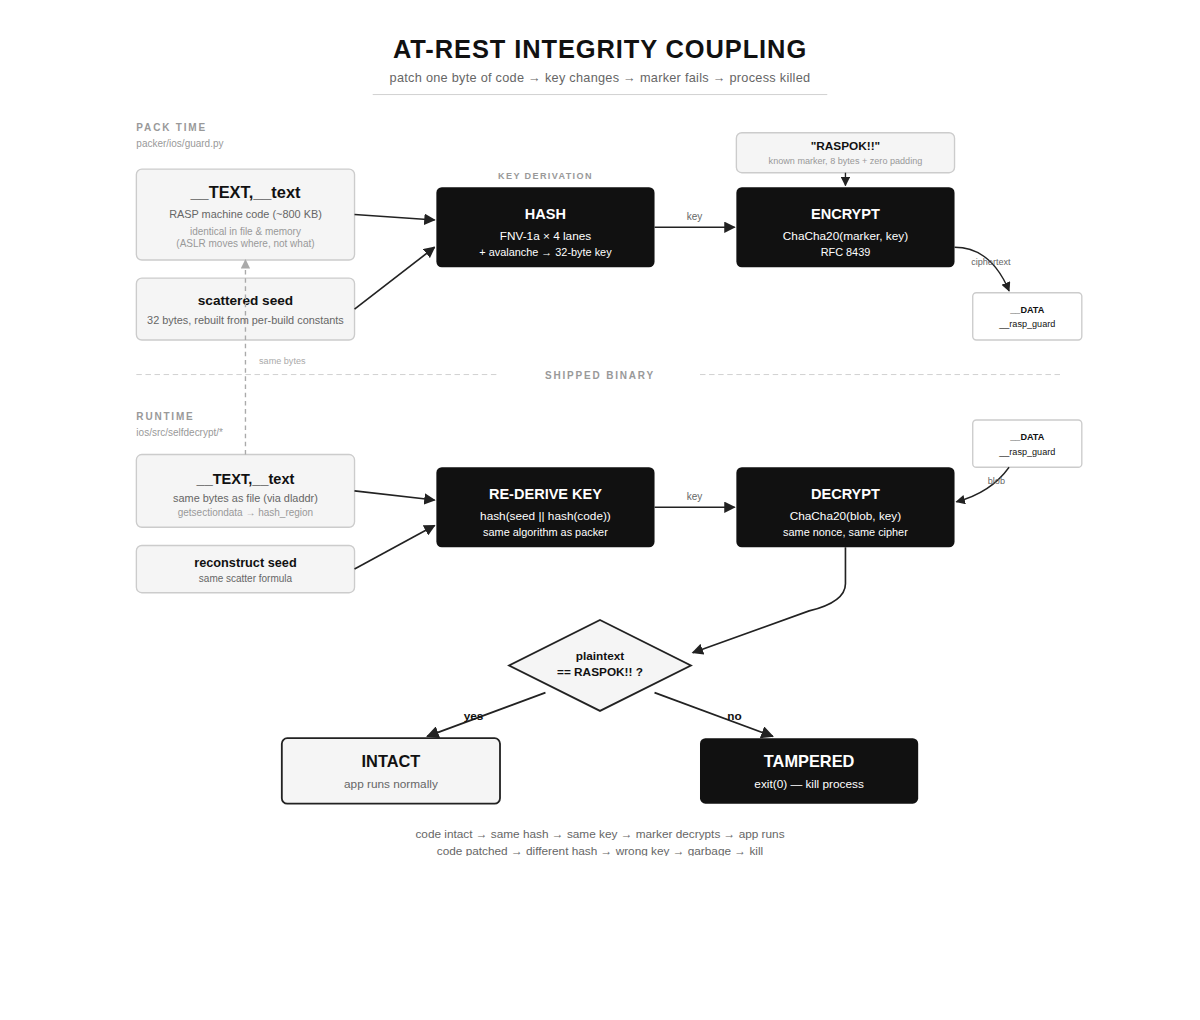 AT-REST INTEGRITY COUPLING
patch one byte of code → key changes → marker fails → process killed
PACK TIME
packer/ios/guard.py
__TEXT,__text
RASP machine code (~800 KB)
identical in file & memory
(ASLR moves where, not what)
scattered seed
32 bytes, rebuilt from per-build constants
KEY DERIVATION
HASH
FNV-1a × 4 lanes
+ avalanche → 32-byte key
key
"RASPOK!!"
known marker, 8 bytes + zero padding
ENCRYPT
ChaCha20(marker, key)
RFC 8439
ciphertext
__DATA
__rasp_guard
same bytes
SHIPPED BINARY
RUNTIME
ios/src/selfdecrypt/*
__TEXT,__text
same bytes as file (via dladdr)
getsectiondata → hash_region
reconstruct seed
same scatter formula
RE-DERIVE KEY
hash(seed || hash(code))
same algorithm as packer
key
DECRYPT
ChaCha20(blob, key)
same nonce, same cipher
__DATA
__rasp_guard
blob
plaintext
== RASPOK!! ?
yes
no
INTACT
app runs normally
TAMPERED
exit(0) — kill process
code intact → same hash → same key → marker decrypts → app runs
code patched → different hash → wrong key → garbage → kill